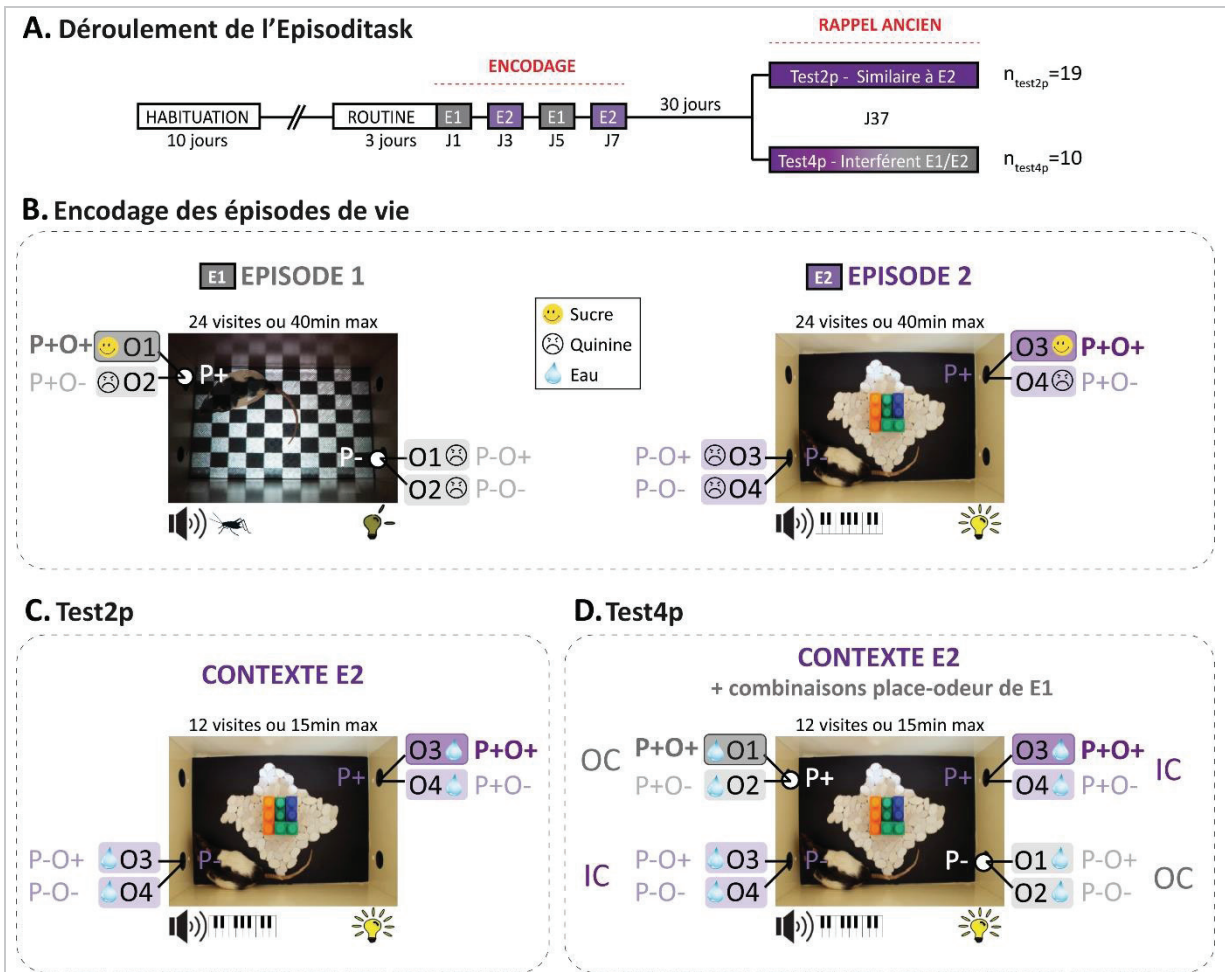 A. Déroulement de l'Episoditask
RAPPEL ANCIEN
ENCODAGE
Test2p - Similaire à E2
n test2p=19
30 jours
HABITUATION
ROUTINE
E1
E2
E1
E2
J37
10 jours
3 jours
J1
J3
J5
J7
Test4p - Interférent E1/E2
n test4p=10
B. Encodage des épisodes de vie
E1 EPISODE 1
E2 EPISODE 2
24 visites ou 40min max
Sucre
Quinine
Eau
24 visites ou 40min max
P+O+ O1
P+O- O2
P+
P-
O1 P-O+
O2 P-O-
O3 P+O+
O4 P+O-
P+
P-O+ O3
P-O- O4
P-
C. Test2p
CONTEXTE E2
12 visites ou 15min max
O3 P+O+
O4 P+O-
P+
P-O+ O3
P-O- O4
P-
D. Test4p
CONTEXTE E2
+ combinaisons place-odeur de E1
12 visites ou 15min max
OC
P+O+ O1
P+O- O2
P+
P+
O3 P+O+
O4 P+O-
IC
IC
P-O+ O3
P-O- O4
P-
P-
O1 P-O+
O2 P-O-
OC